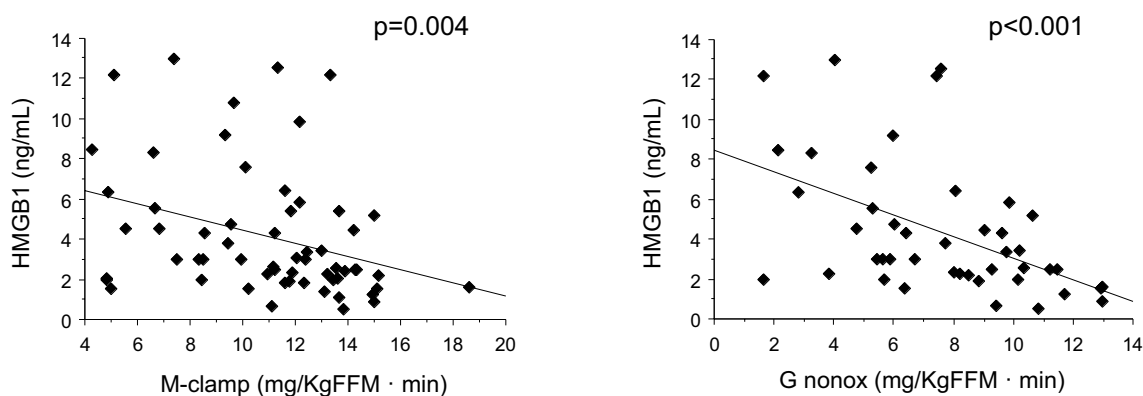 p=0.004
14
12
10
8
6
4
2
0
HMGB1 (ng/mL)
4 6 8 10 12 14 16 18 20
M-clamp (mg/KgFFM · min)
p<0.001
14
12
10
8
6
4
2
0
HMGB1 (ng/mL)
0 2 4 6 8 10 12 14
G nonox (mg/KgFFM · min)